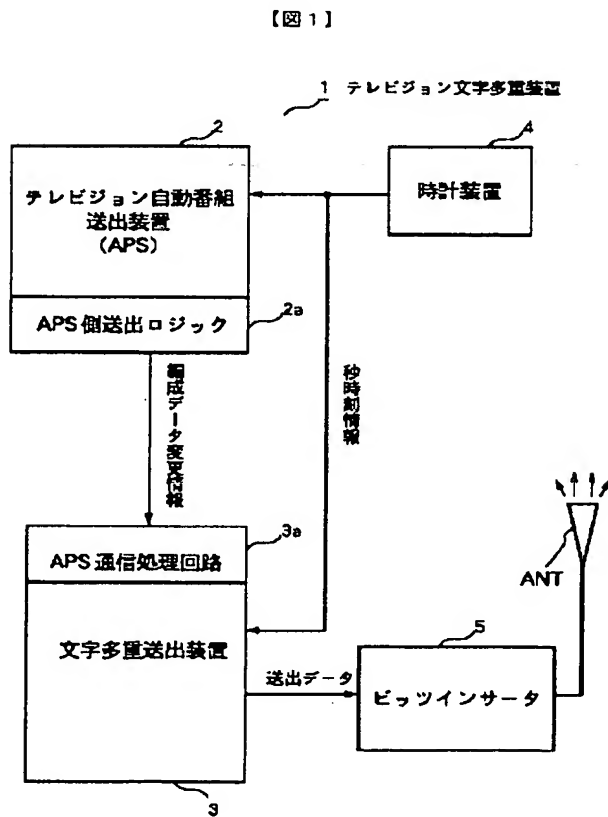 【図1】
1 テレビジョン文字多重装置
2
4
テレビジョン自動番組
送出装置
(APS)
時計装置
APS側送出ロジック
2a
編成データ変更情報
秒時刻情報
3a
APS通信処理回路
ANT
文字多重送出装置
5
送出データ
ビッツインサータ
3